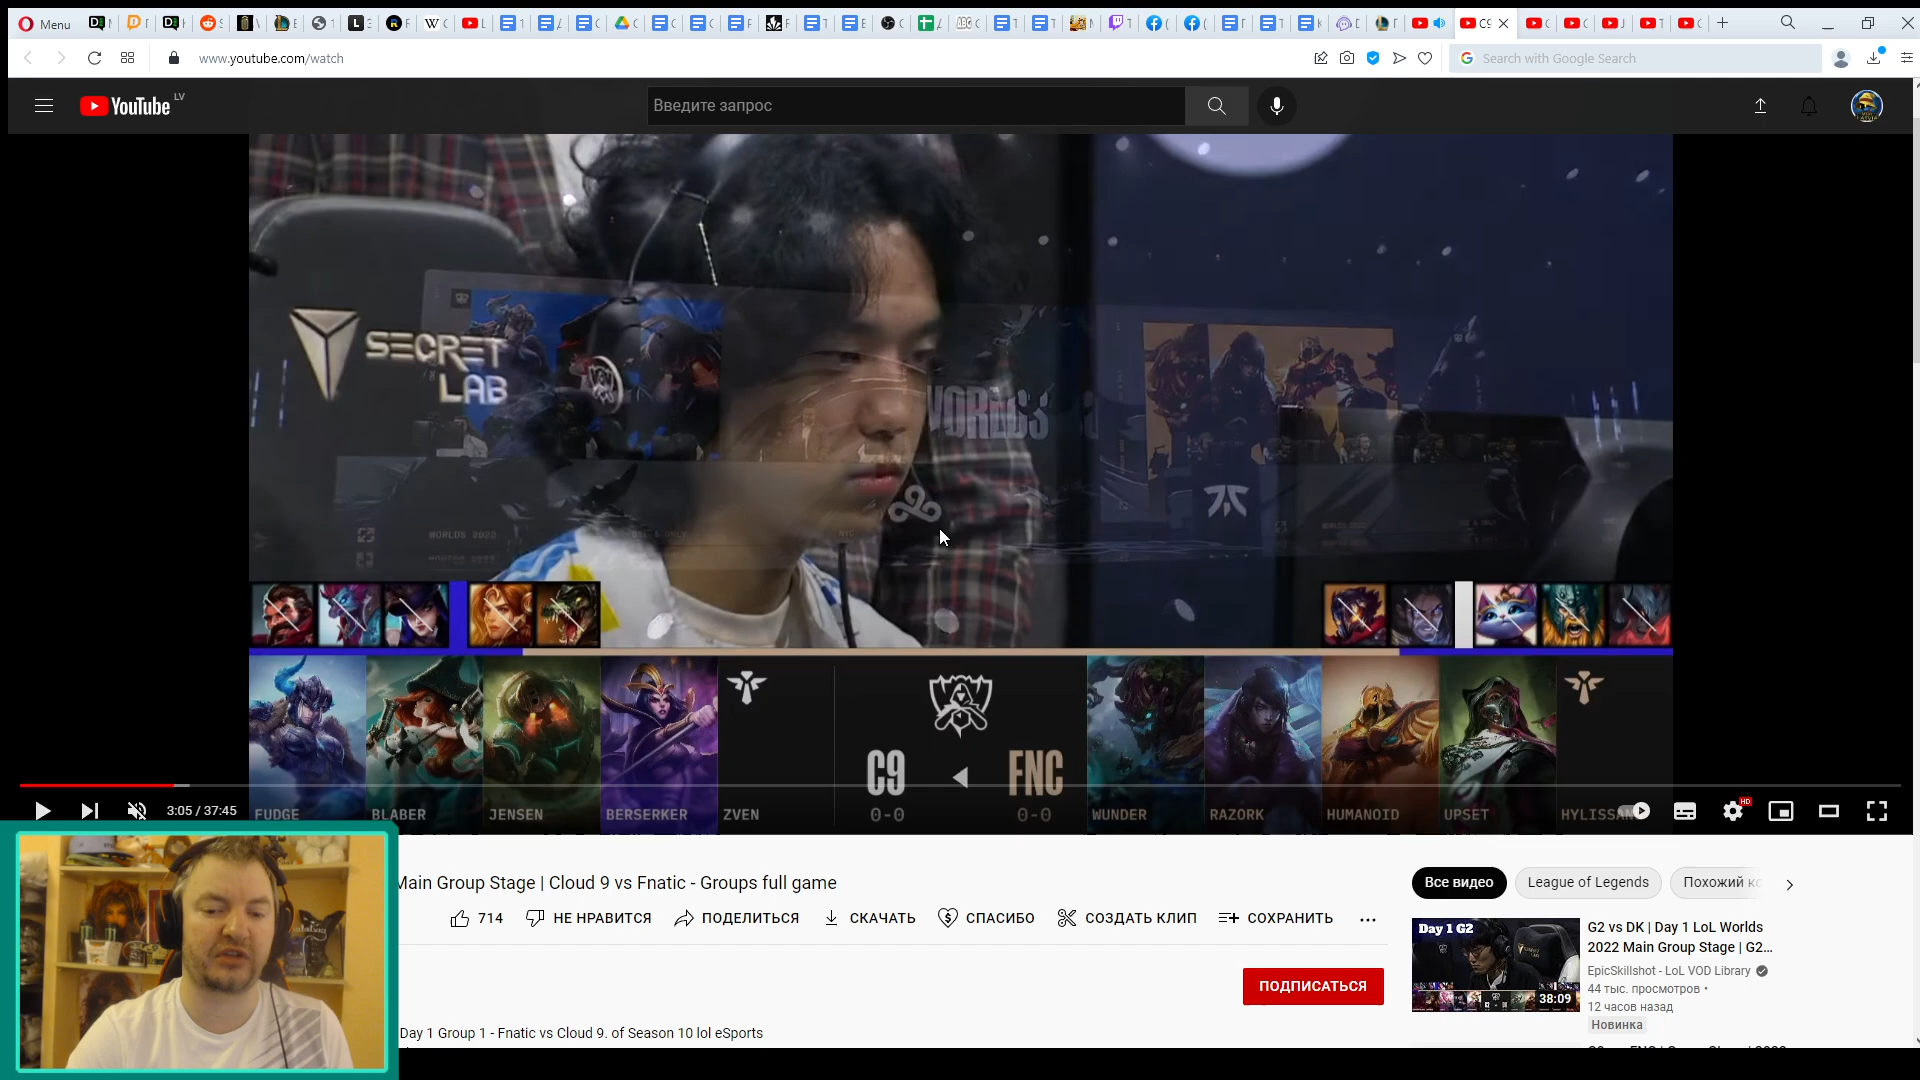 Menu
www.youtube.com/watch
Search with Google Search
YouTube
LV
Введите запрос
SECRET
LAB
WORLDS
WORLDS 2022
C9
FNC
0-0
0-0
FUDGE
BLABER
JENSEN
BERSERKER
ZVEN
WUNDER
RAZORK
HUMANOID
UPSET
HYLISSAN
3:05 / 37:45
HD
Main Group Stage | Cloud 9 vs Fnatic - Groups full game
714
НЕ НРАВИТСЯ
ПОДЕЛИТЬСЯ
СКАЧАТЬ
СПАСИБО
СОЗДАТЬ КЛИП
СОХРАНИТЬ
ПОДПИСАТЬСЯ
Day 1 Group 1 - Fnatic vs Cloud 9. of Season 10 lol eSports
Все видео
League of Legends
Похожий ко
Day 1 G2
38:09
G2 vs DK | Day 1 LoL Worlds
2022 Main Group Stage | G2...
EpicSkillshot - LoL VOD Library
44 тыс. просмотров •
12 часов назад
Новинка